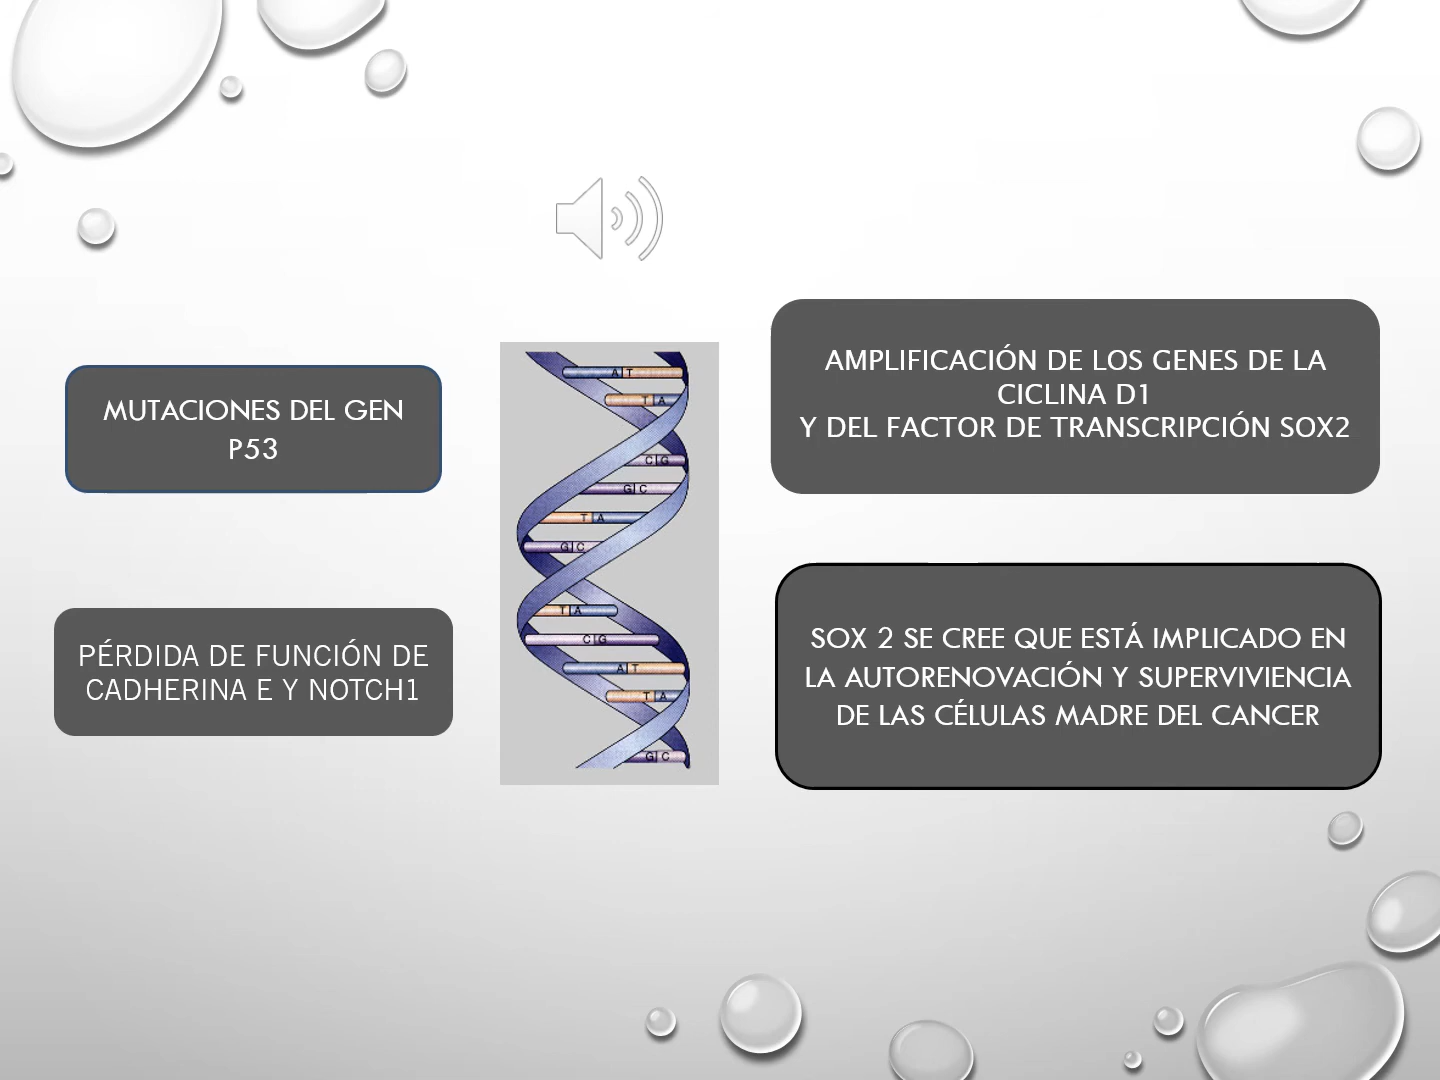 MUTACIONES DEL GEN
P53
PÉRDIDA DE FUNCIÓN DE
CADHERINA E Y NOTCH1
A T
T A
C G
G C
T A
G C
T A
C G
A T
T A
G C
AMPLIFICACIÓN DE LOS GENES DE LA
CICLINA D1
Y DEL FACTOR DE TRANSCRIPCIÓN SOX2
SOX 2 SE CREE QUE ESTÁ IMPLICADO EN
LA AUTORENOVACIÓN Y SUPERVIVIENCIA
DE LAS CÉLULAS MADRE DEL CANCER